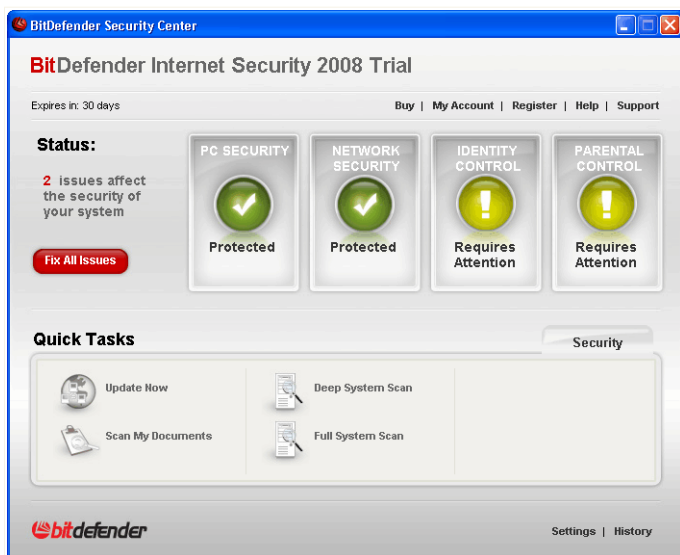 BitDefender Security Center
BitDefender Internet Security 2008 Trial
Expires in: 30 days
Buy | My Account | Register | Help | Support
Status:
2 issues affect
the security of
your system
Fix All Issues
PC SECURITY
Protected
NETWORK
SECURITY
Protected
IDENTITY
CONTROL
Requires
Attention
PARENTAL
CONTROL
Requires
Attention
Quick Tasks
Security
Update Now
Deep System Scan
Scan My Documents
Full System Scan
bitdefender
Settings | History